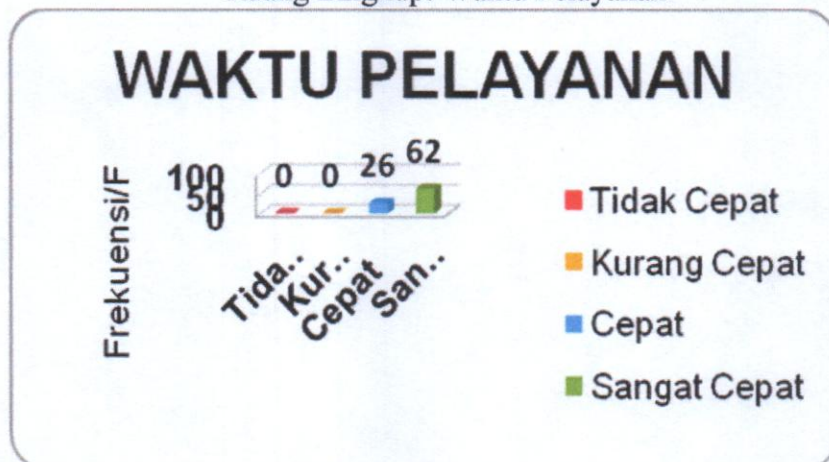 WAKTU PELAYANAN
Frekuensi/F
100
50
0
0 0 26 62
Tida..
Kur..
Cepat
San..
Tidak Cepat
Kurang Cepat
Cepat
Sangat Cepat